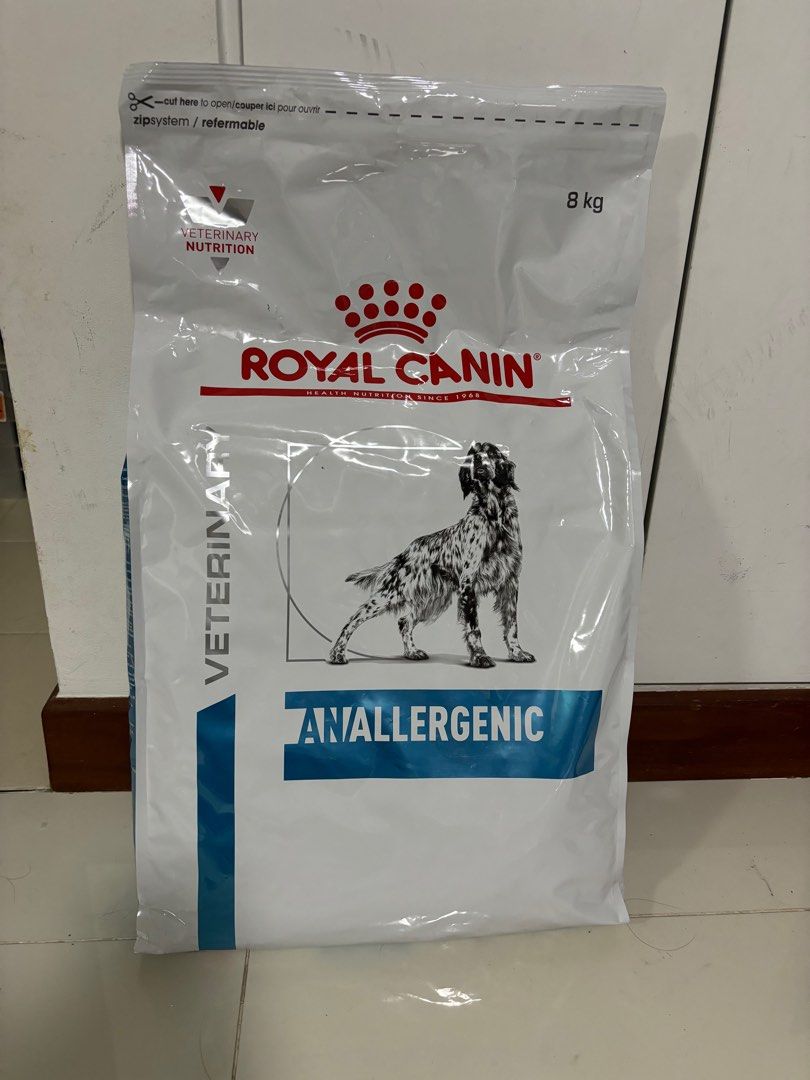 cut here to open/couper ici pour ouvrir
zipsystem / refermable
8 kg
VETERINARY
NUTRITION
ROYAL CANIN®
HEALTH NUTRITION SINCE 1968
VETERINARY
ANALLERGENIC